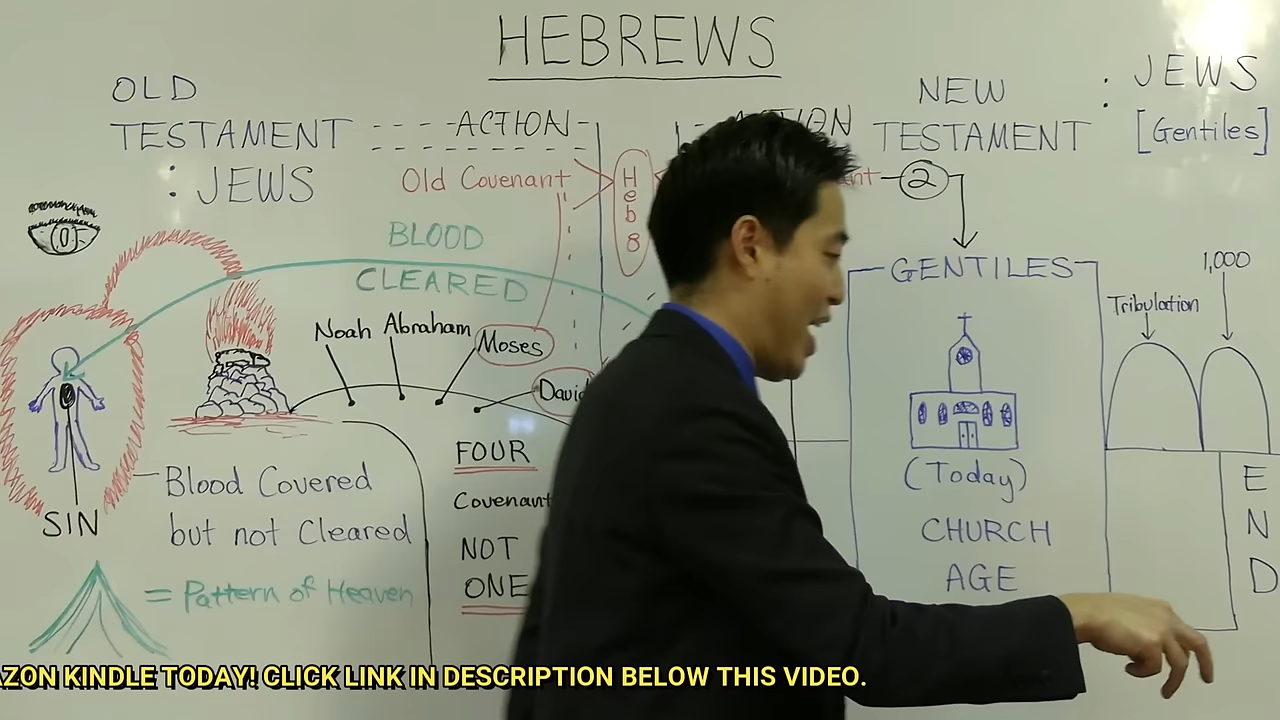 HEBREWS
OLD
TESTAMENT
: JEWS
ACTION
Old Covenant
Heb 8
NEW
TESTAMENT
: JEWS
[Gentiles]
2
BLOOD
CLEARED
Noah Abraham
Moses
David
FOUR
Covenant
NOT
ONE
SIN
Blood Covered
but not Cleared
= Pattern of Heaven
GENTILES
(Today)
CHURCH
AGE
Tribulation
1,000
END
KINDLE TODAY! CLICK LINK IN DESCRIPTION BELOW THIS VIDEO.